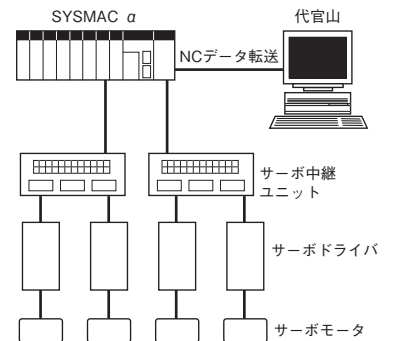 SYSMAC α
代官山
NCデータ転送
サーボ中継
ユニット
サーボドライバ
サーボモータ